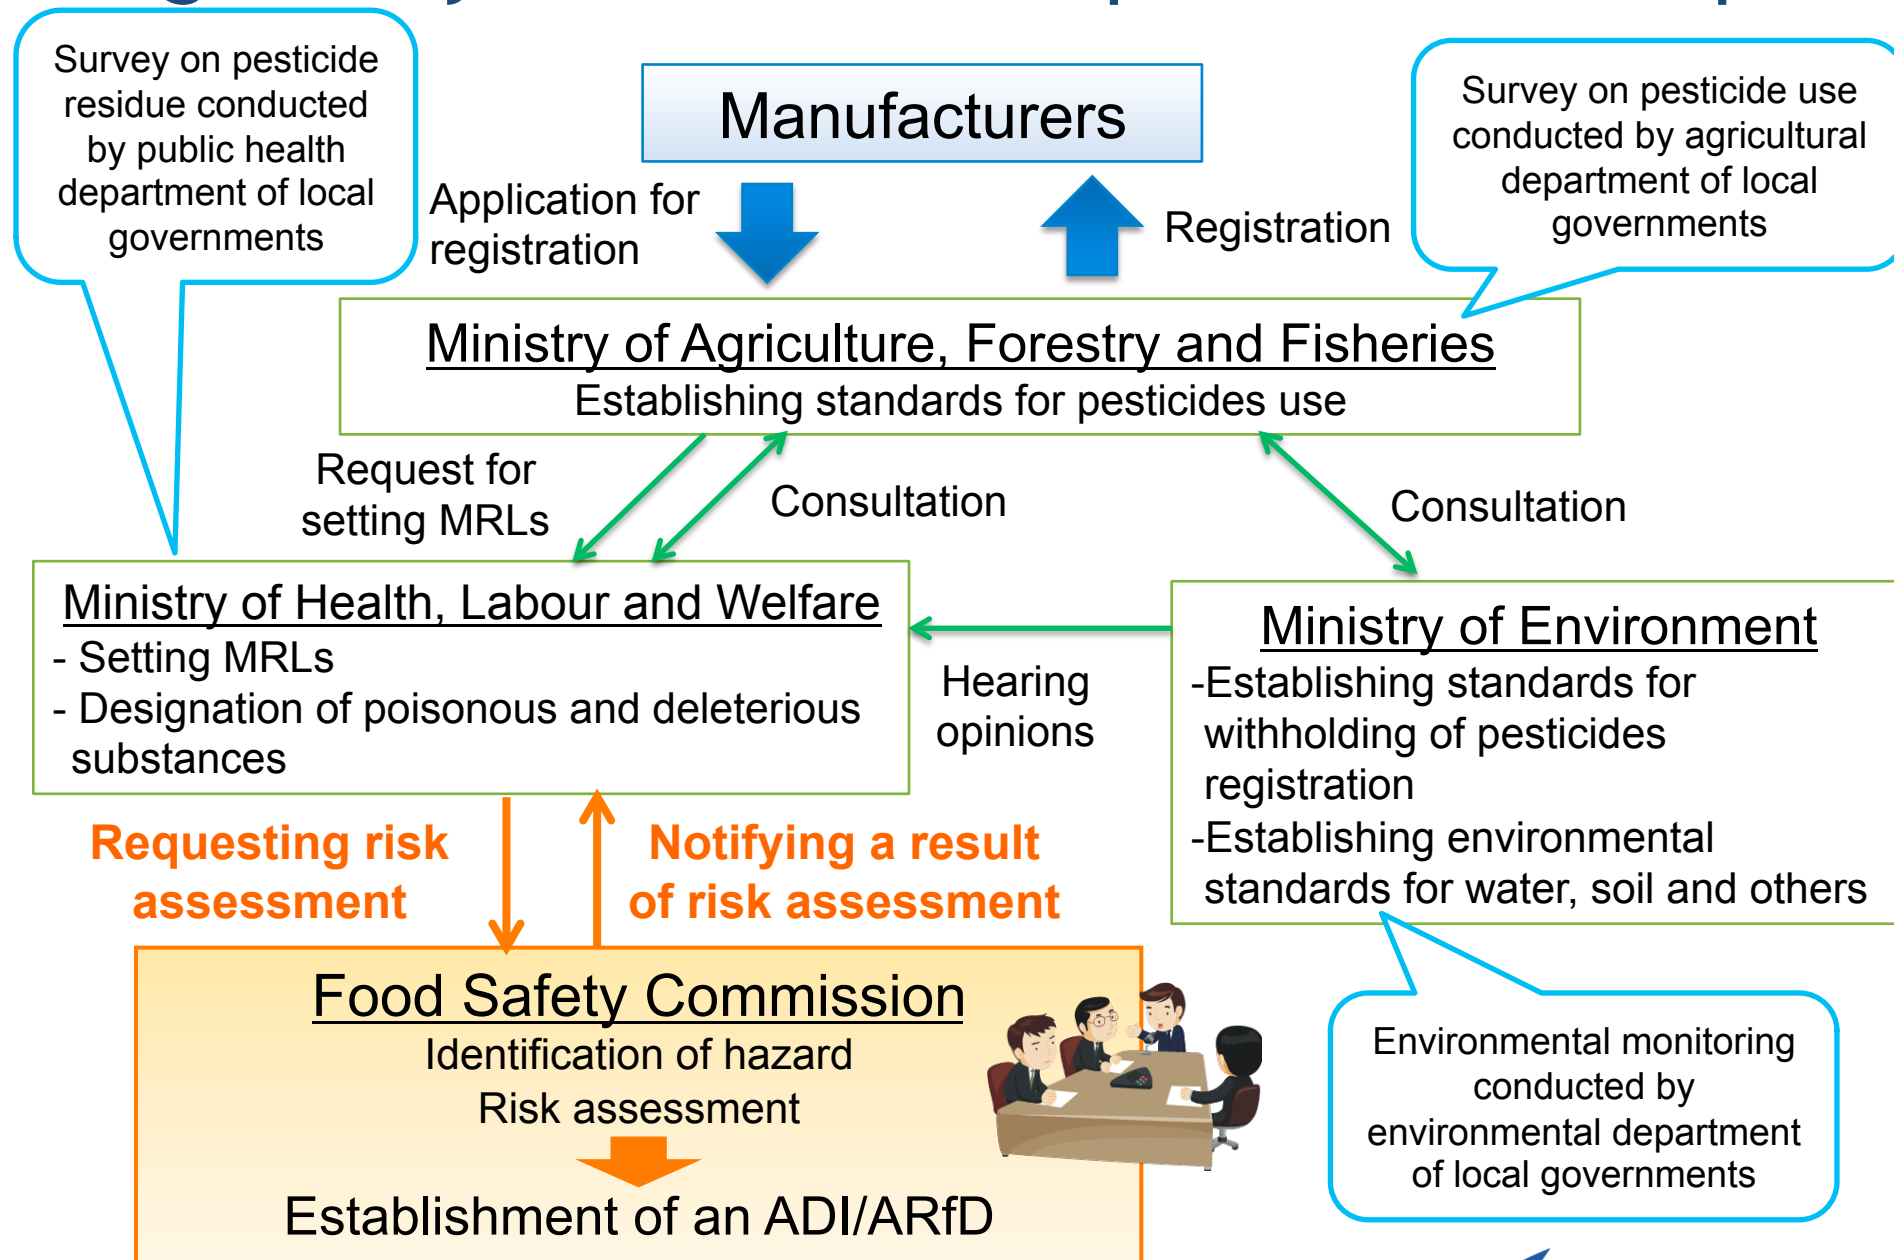 Survey on pesticide
residue conducted
by public health
department of local
governments
Manufacturers
Survey on pesticide use
conducted by agricultural
department of local
governments
Application for
registration
Registration
Ministry of Agriculture, Forestry and Fisheries
Establishing standards for pesticides use
Request for
setting MRLs
Consultation
Consultation
Ministry of Health, Labour and Welfare
- Setting MRLs
- Designation of poisonous and deleterious
substances
Hearing
opinions
Ministry of Environment
-Establishing standards for
withholding of pesticides
registration
-Establishing environmental
standards for water, soil and others
Requesting risk
assessment
Notifying a result
of risk assessment
Food Safety Commission
Identification of hazard
Risk assessment
Establishment of an ADI/ARfD
Environmental monitoring
conducted by
environmental department
of local governments